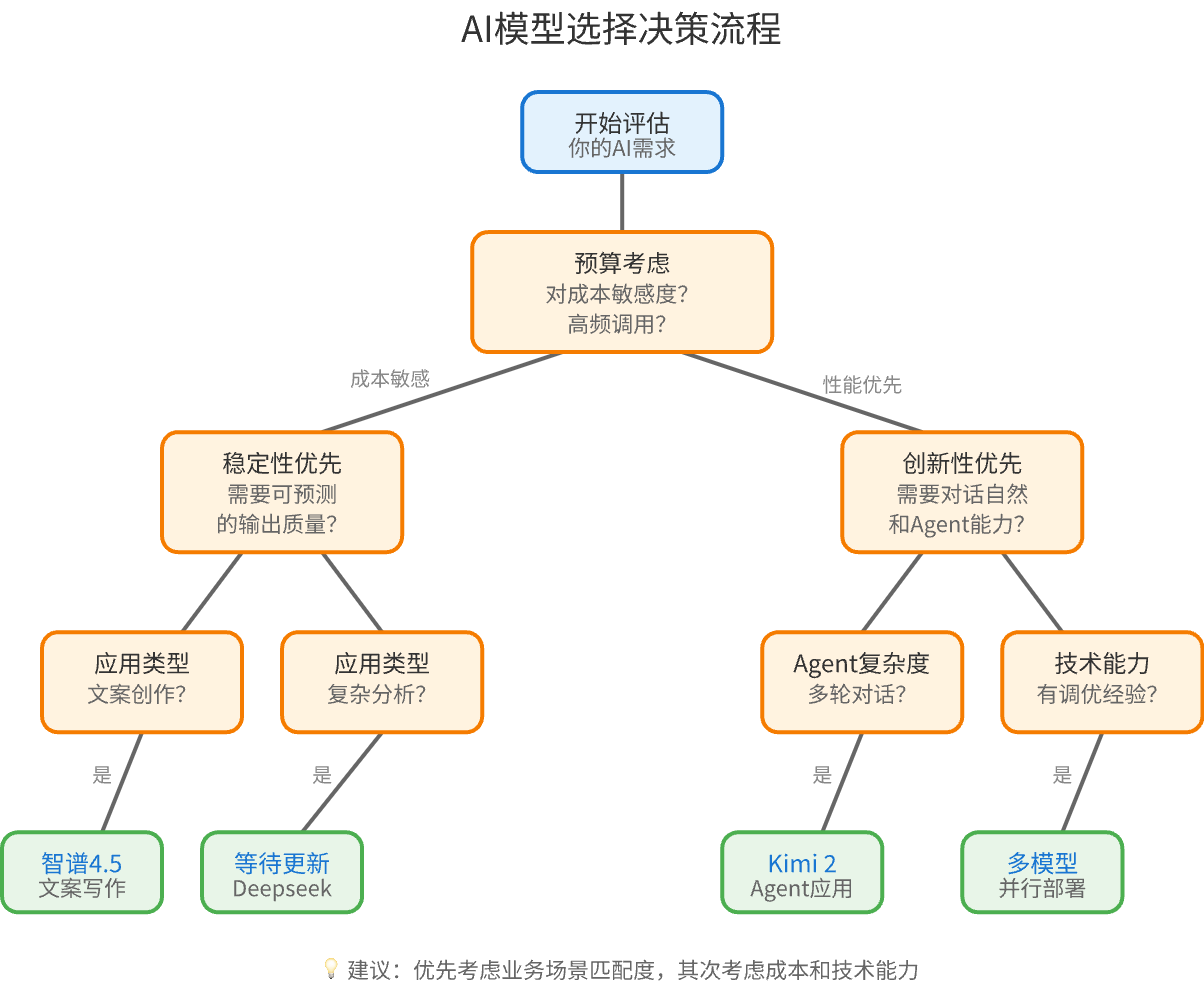 AI模型选择决策流程
开始评估
你的AI需求
预算考虑
对成本敏感度？
高频调用？
成本敏感
性能优先
稳定性优先
需要可预测
的输出质量？
创新性优先
需要对话自然
和Agent能力？
应用类型
文案创作？
应用类型
复杂分析？
Agent复杂度
多轮对话？
技术能力
有调优经验？
是
是
是
是
智谱4.5
文案写作
等待更新
Deepseek
Kimi 2
Agent应用
多模型
并行部署
💡 建议：优先考虑业务场景匹配度，其次考虑成本和技术能力